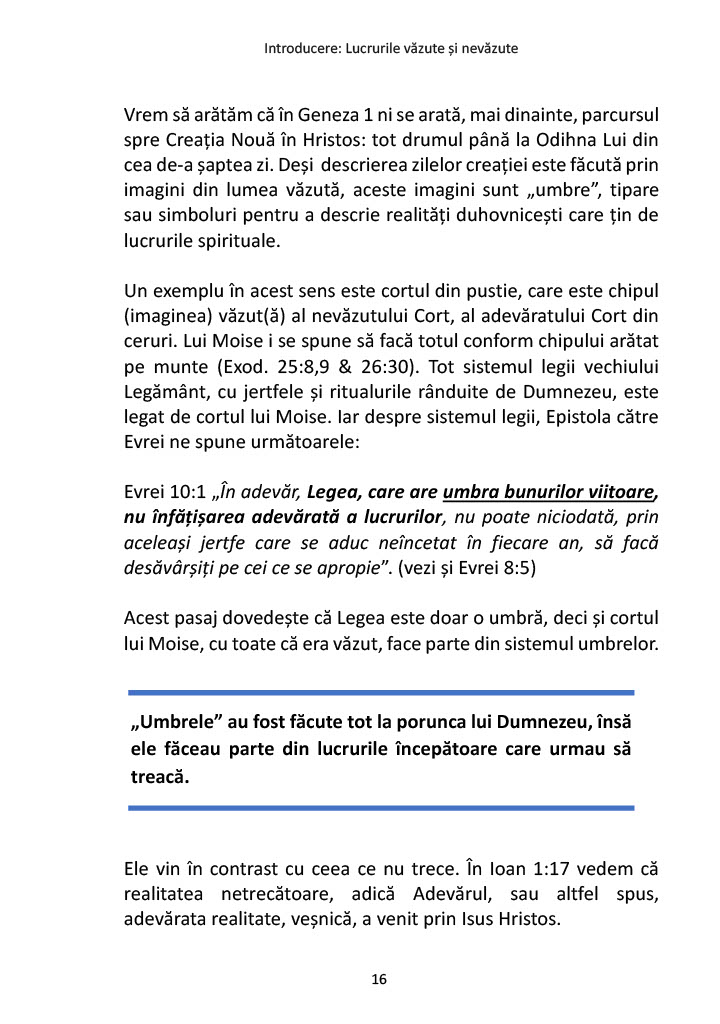 Introducere: Lucrurile văzute și nevăzute
Vrem să arătăm că în Geneza 1 ni se arată, mai dinainte, parcursul
spre Creația Nouă în Hristos: tot drumul până la Odihna Lui din
cea de-a șaptea zi. Deși descrierea zilelor creației este făcută prin
imagini din lumea văzută, aceste imagini sunt „umbre”, tipare
sau simboluri pentru a descrie realități duhovnicești care țin de
lucrurile spirituale.
Un exemplu în acest sens este cortul din pustie, care este chipul
(imaginea) văzut(ă) al nevăzutului Cort, al adevăratului Cort din
ceruri. Lui Moise i se spune să facă totul conform chipului arătat
pe munte (Exod. 25:8,9 & 26:30). Tot sistemul legii vechiului
Legământ, cu jertfele și ritualurile rânduite de Dumnezeu, este
legat de cortul lui Moise. Iar despre sistemul legii, Epistola către
Evrei ne spune următoarele:
Evrei 10:1 „În adevăr, Legea, care are umbra bunurilor viitoare,
nu înfățișarea adevărată a lucrurilor, nu poate niciodată, prin
aceleași jertfe care se aduc neîncetat în fiecare an, să facă
desăvârșiți pe cei ce se apropie”. (vezi și Evrei 8:5)
Acest pasaj dovedește că Legea este doar o umbră, deci și cortul
lui Moise, cu toate că era văzut, face parte din sistemul umbrelor.
„Umbrele” au fost făcute tot la porunca lui Dumnezeu, însă
ele făceau parte din lucrurile începătoare care urmau să
treacă.
Ele vin în contrast cu ceea ce nu trece. În Ioan 1:17 vedem că
realitatea netrecătoare, adică Adevărul, sau altfel spus,
adevărata realitate, veșnică, a venit prin Isus Hristos.
16